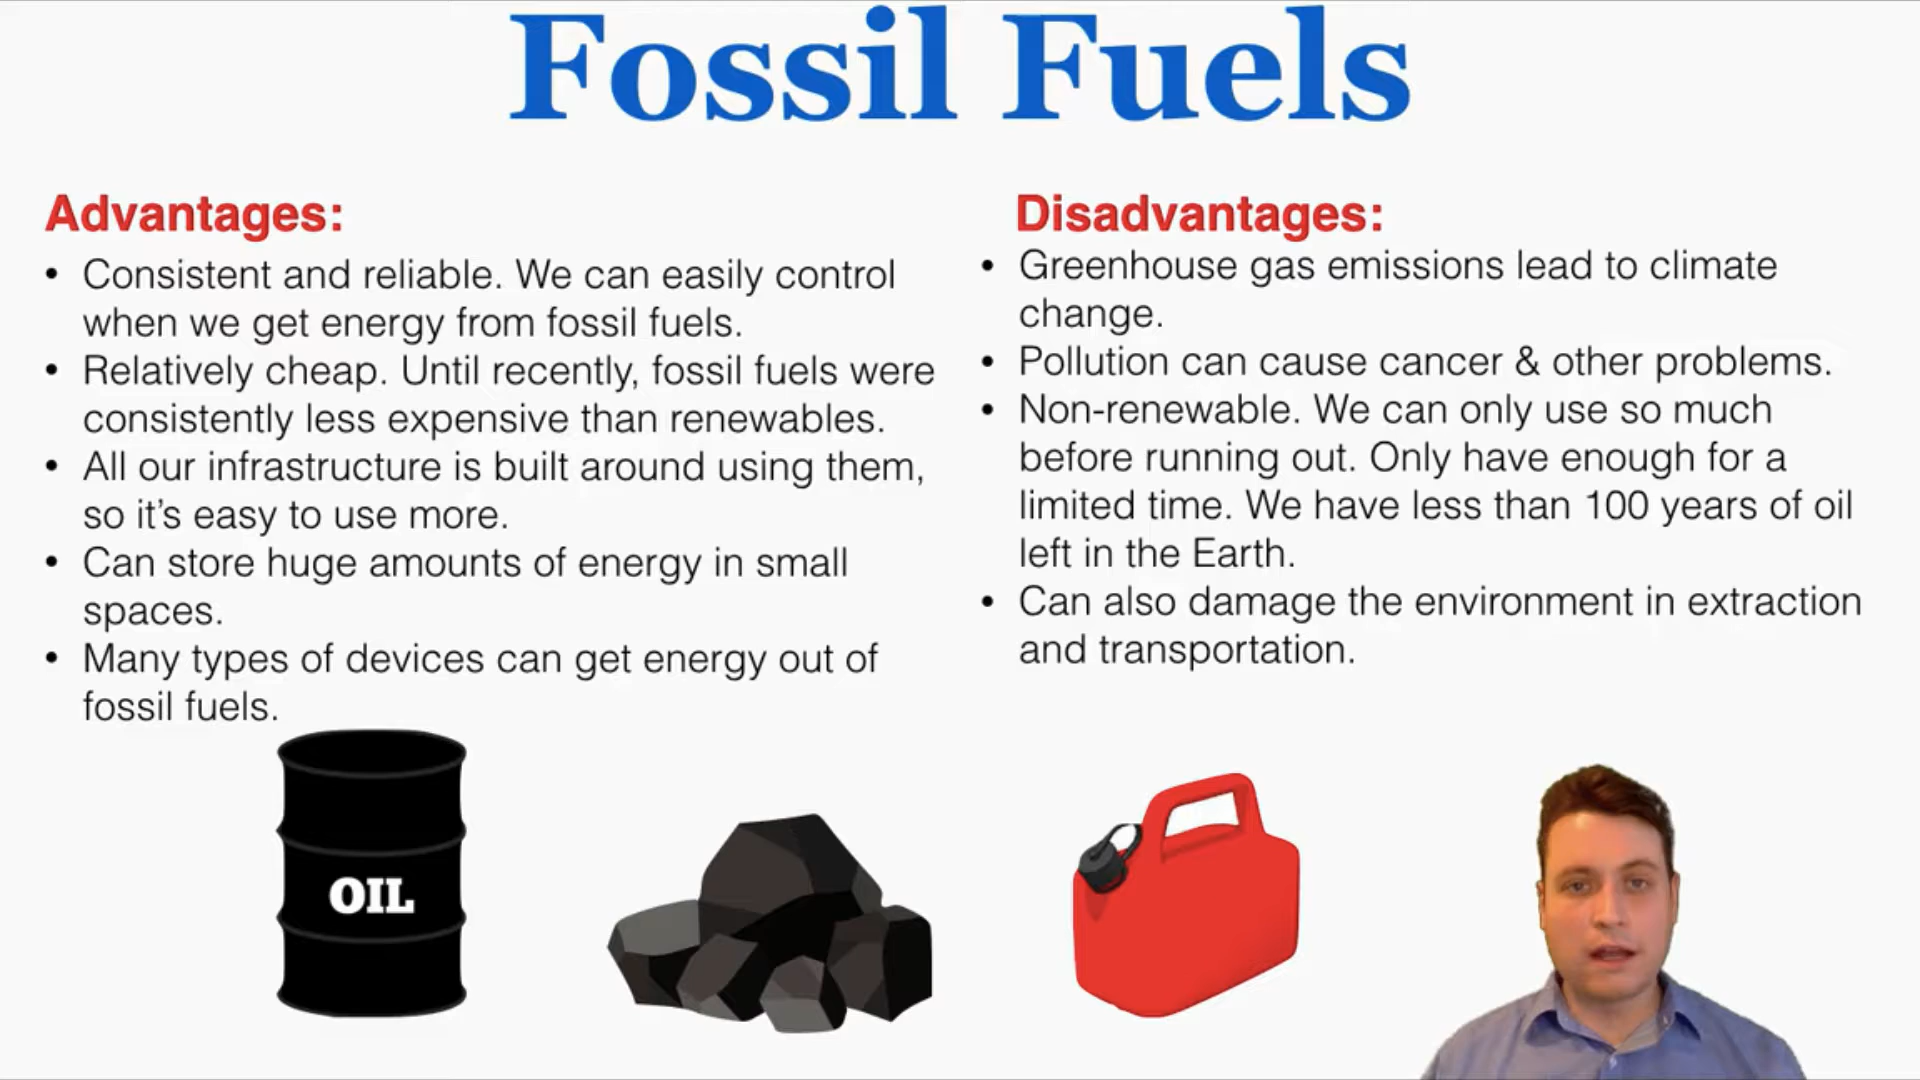 Fossil Fuels
Advantages:
• Consistent and reliable. We can easily control
when we get energy from fossil fuels.
• Relatively cheap. Until recently, fossil fuels were
consistently less expensive than renewables.
• All our infrastructure is built around using them,
so it’s easy to use more.
• Can store huge amounts of energy in small
spaces.
• Many types of devices can get energy out of
fossil fuels.
Disadvantages:
• Greenhouse gas emissions lead to climate
change.
• Pollution can cause cancer & other problems.
• Non-renewable. We can only use so much
before running out. Only have enough for a
limited time. We have less than 100 years of oil
left in the Earth.
• Can also damage the environment in extraction
and transportation.
OIL